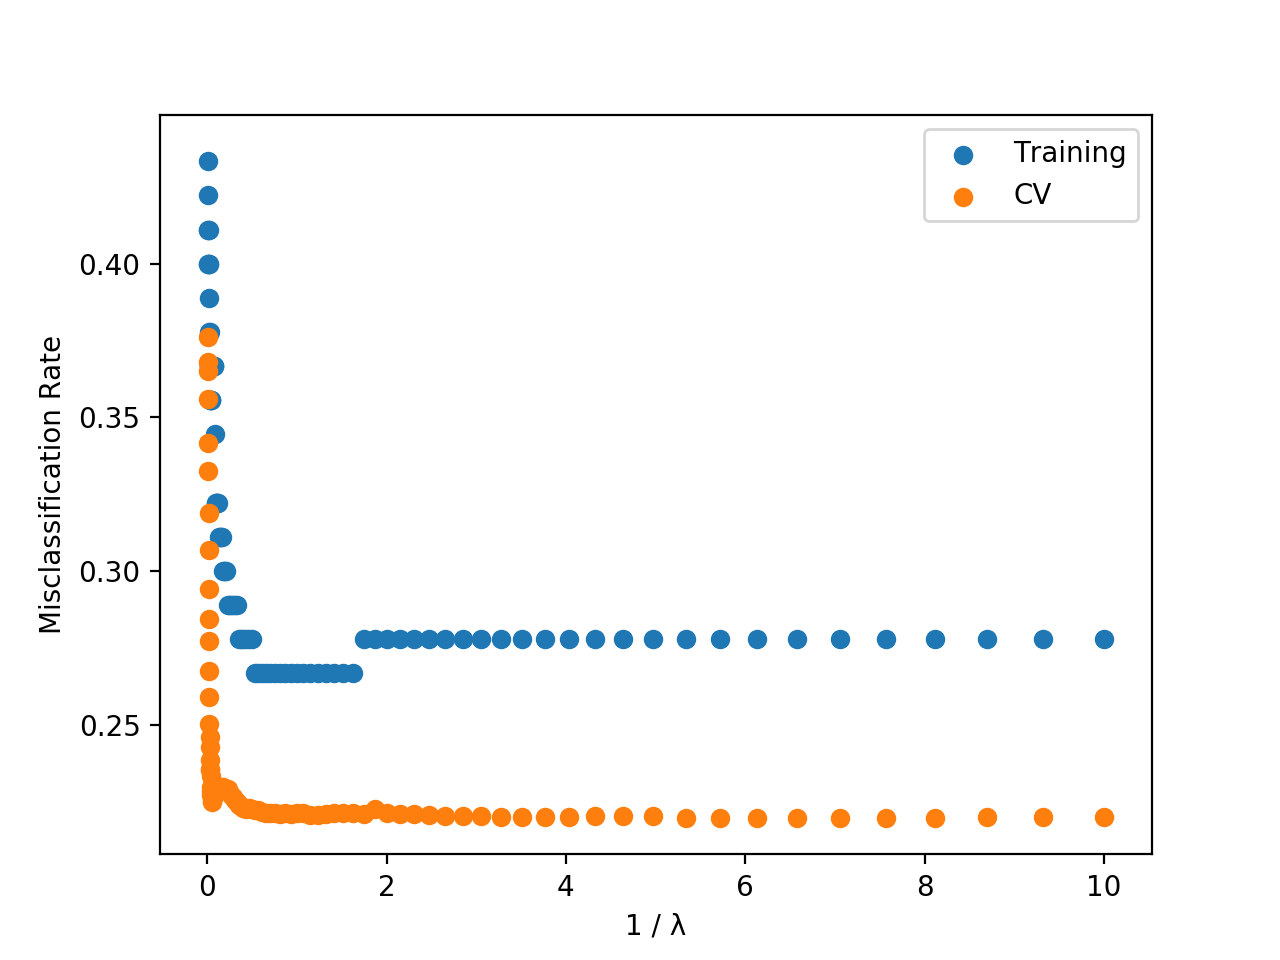 Training
CV
0.40
0.35
0.30
0.25
Misclassification Rate
0 2 4 6 8 10
1 / λ